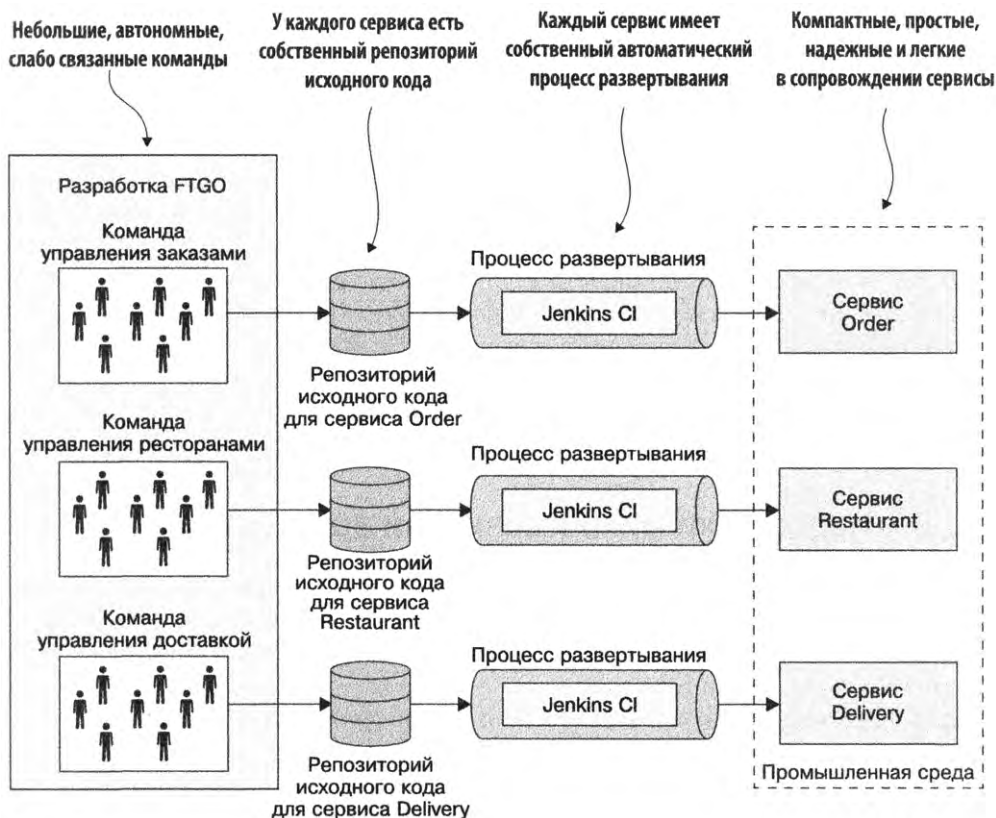 Небольшие, автономные,
слабо связанные команды
У каждого сервиса есть
собственный репозиторий
исходного кода
Каждый сервис имеет
собственный автоматический
процесс развертывания
Компактные, простые,
надежные и легкие
в сопровождении сервисы
Разработка FTGO
Команда
управления заказами
Репозиторий
исходного кода
для сервиса Order
Процесс развертывания
Jenkins CI
Сервис
Order
Команда
управления ресторанами
Репозиторий
исходного кода
для сервиса
Restaurant
Процесс развертывания
Jenkins CI
Сервис
Restaurant
Команда
управления доставкой
Репозиторий
исходного кода
для сервиса Delivery
Процесс развертывания
Jenkins CI
Сервис
Delivery
Промышленная среда